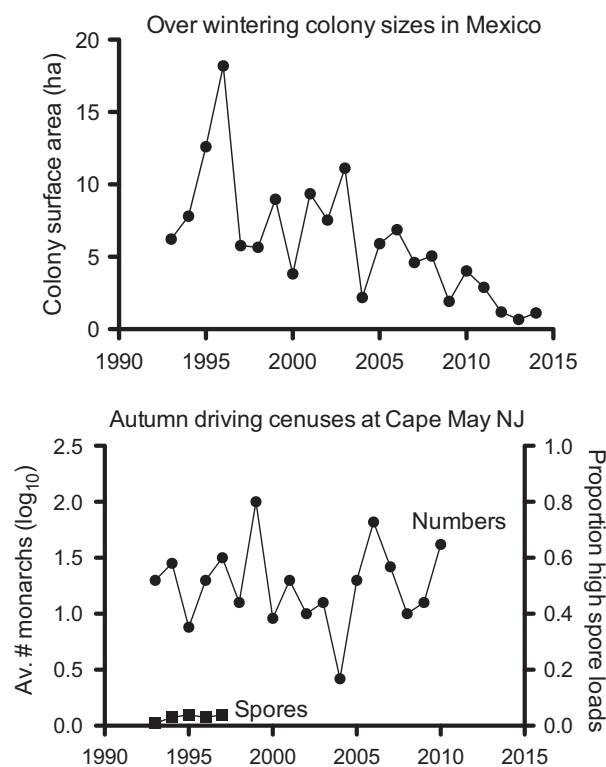 Over wintering colony sizes in Mexico
Colony surface area (ha)
20
15
10
5
0
1990 1995 2000 2005 2010 2015
Autumn driving cenuses at Cape May NJ
Av. # monarchs (log10)
2.5
2.0
1.5
1.0
0.5
0.0
Numbers
Spores
1.0
0.8
0.6
0.4
0.2
0.0
Proportion high spore loads
1990 1995 2000 2005 2010 2015